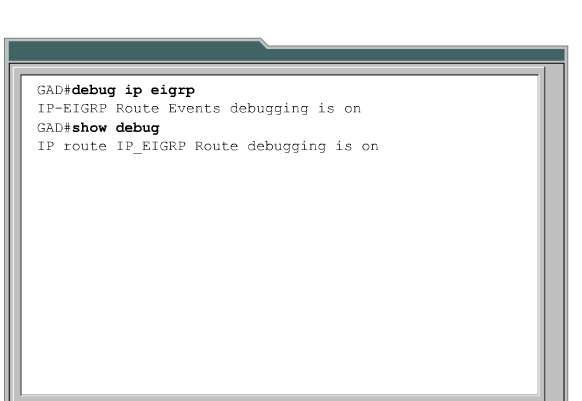 GAD#debug ip eigrp
IP-EIGRP Route Events debugging is on
GAD#show debug
IP route IP_EIGRP Route debugging is on